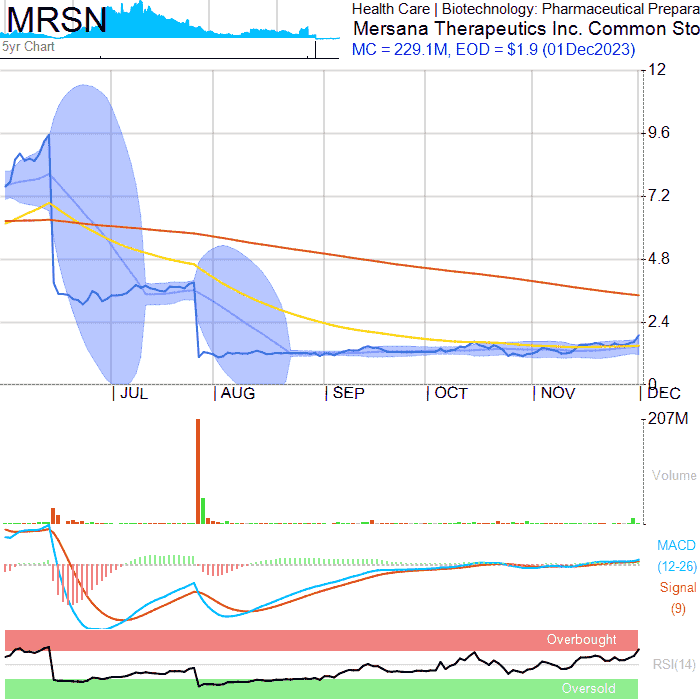 MRSN
5yr Chart
Health Care | Biotechnology: Pharmaceutical Prepara
Mersana Therapeutics Inc. Common Sto
MC = 229.1M, EOD = $1.9 (01Dec2023)
12
9.6
7.2
4.8
2.4
0
JUL
AUG
SEP
OCT
NOV
DEC
207M
Volume
MACD
(12-26)
Signal
(9)
Overbought
RSI(14)
Oversold